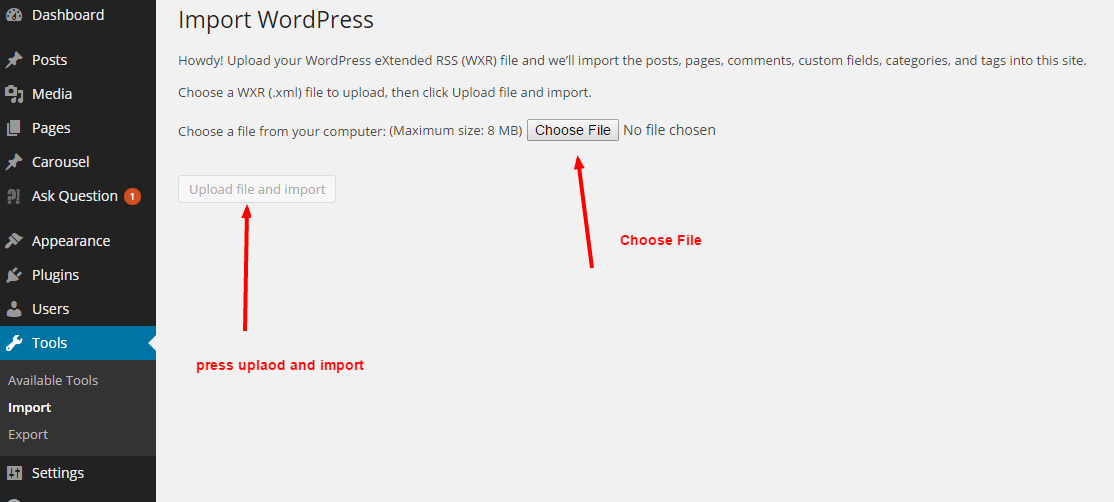 Dashboard
Posts
Media
Pages
Carousel
Ask Question 1
Appearance
Plugins
Users
Tools
Available Tools
Import
Export
Settings
Import WordPress
Howdy! Upload your WordPress eXtended RSS (WXR) file and we’ll import the posts, pages, comments, custom fields, categories, and tags into this site.
Choose a WXR (.xml) file to upload, then click Upload file and import.
Choose a file from your computer: (Maximum size: 8 MB) Choose File No file chosen
Upload file and import
Choose File
press uplaod and import